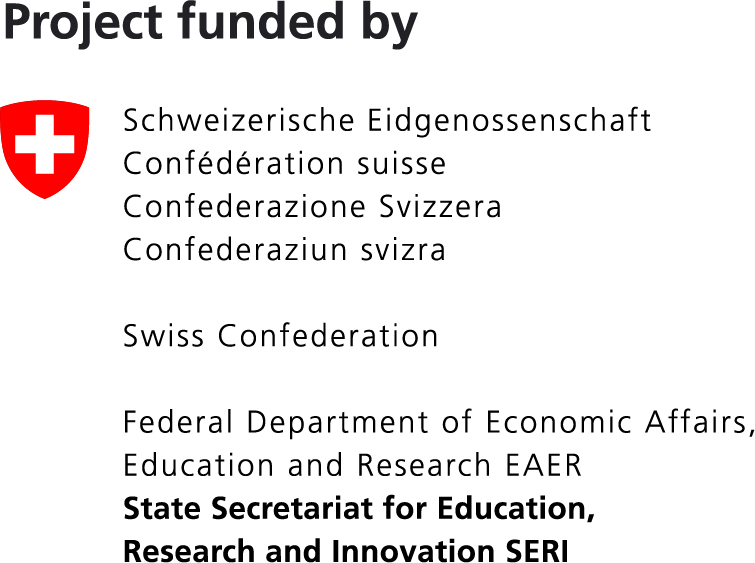 Project funded by
Schweizerische Eidgenossenschaft
Confédération suisse
Confederazione Svizzera
Confederaziun svizra
Swiss Confederation
Federal Department of Economic Affairs,
Education and Research EAER
State Secretariat for Education,
Research and Innovation SERI